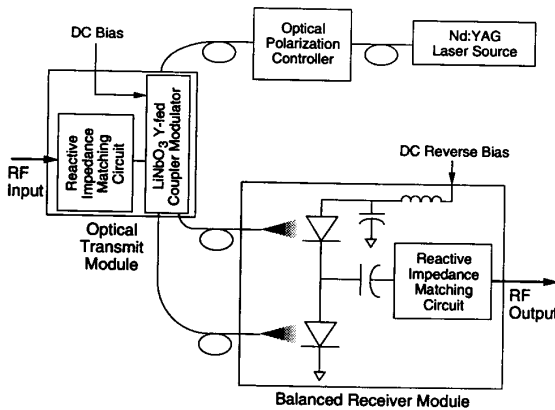 DC Bias
Optical
Polarization
Controller
Nd:YAG
Laser Source
Reactive
Impedance
Matching
Circuit
LiNbO3 Y-fed
Coupler Modulator
RF
Input
Optical
Transmit
Module
DC Reverse Bias
Reactive
Impedance
Matching
Circuit
RF
Output
Balanced Receiver Module